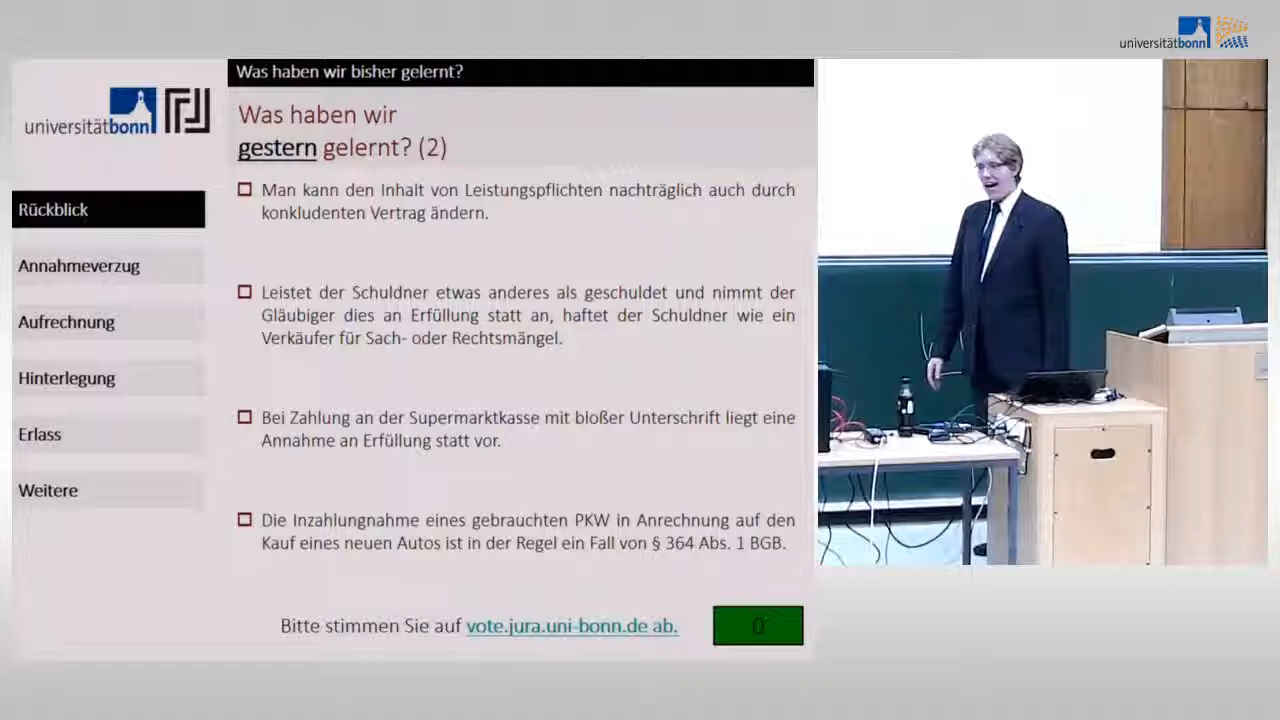 universitätbonn
Was haben wir bisher gelernt?
universitätbonn
Was haben wir
gestern gelernt? (2)
Rückblick
Annahmeverzug
Aufrechnung
Hinterlegung
Erlass
Weitere
Man kann den Inhalt von Leistungspflichten nachträglich auch durch
konkludenten Vertrag ändern.
Leistet der Schuldner etwas anderes als geschuldet und nimmt der
Gläubiger dies an Erfüllung statt an, haftet der Schuldner wie ein
Verkäufer für Sach- oder Rechtsmängel.
Bei Zahlung an der Supermarktkasse mit bloßer Unterschrift liegt eine
Annahme an Erfüllung statt vor.
Die Inzahlungnahme eines gebrauchten PKW in Anrechnung auf den
Kauf eines neuen Autos ist in der Regel ein Fall von § 364 Abs. 1 BGB.
Bitte stimmen Sie auf vote.jura.uni-bonn.de ab.
0